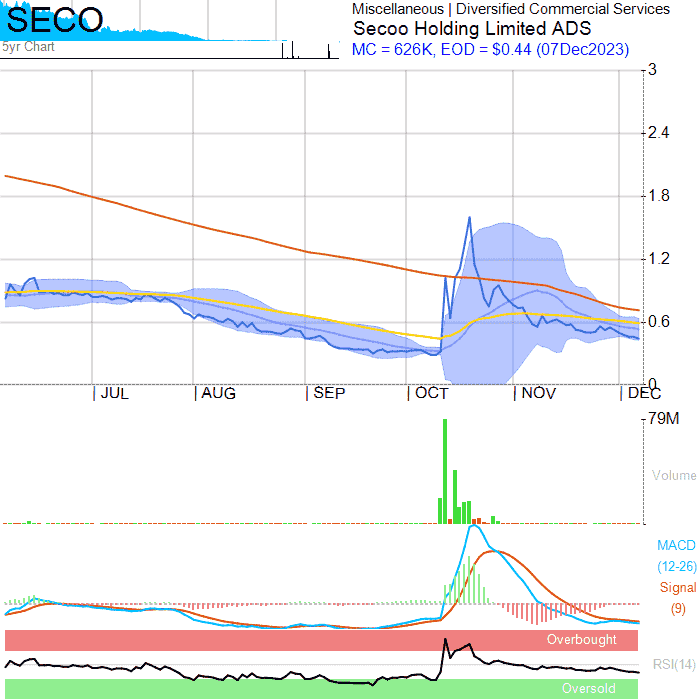 SECO
Miscellaneous | Diversified Commercial Services
Secoo Holding Limited ADS
5yr Chart
MC = 626K, EOD = $0.44 (07Dec2023)
3
2.4
1.8
1.2
0.6
0
JUL AUG SEP OCT NOV DEC
79M
Volume
MACD
(12-26)
Signal
(9)
Overbought
RSI(14)
Oversold